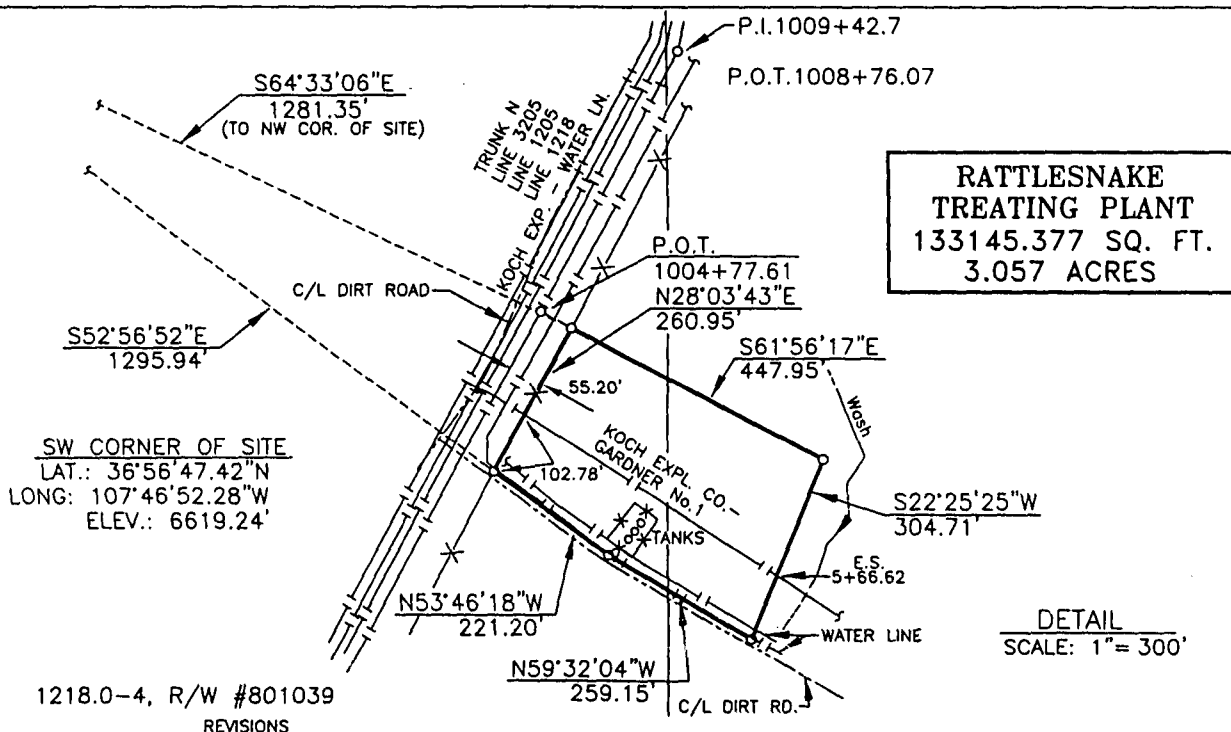 P.I.1009+42.7
P.O.T.1008+76.07
S64°33'06"E
1281.35'
(TO NW COR. OF SITE)
TRUNK N
LINE 3205
LINE 1205
LINE 1218
KOCH EXP. - WATER LN.
RATTLESNAKE
TREATING PLANT
133145.377 SQ. FT.
3.057 ACRES
P.O.T.
1004+77.61
C/L DIRT ROAD
N28°03'43"E
260.95'
S52°56'52"E
1295.94'
S61°56'17"E
447.95'
55.20'
Wash
SW CORNER OF SITE
LAT.: 36°56'47.42"N
LONG: 107°46'52.28"W
ELEV.: 6619.24'
KOCH EXPL. CO.-
GARDNER No.1
102.78'
S22°25'25"W
304.71'
TANKS
E.S.
5+66.62
N53°46'18"W
221.20'
WATER LINE
DETAIL
SCALE: 1"= 300'
N59°32'04"W
259.15'
C/L DIRT RD.
1218.0-4, R/W #801039
REVISIONS